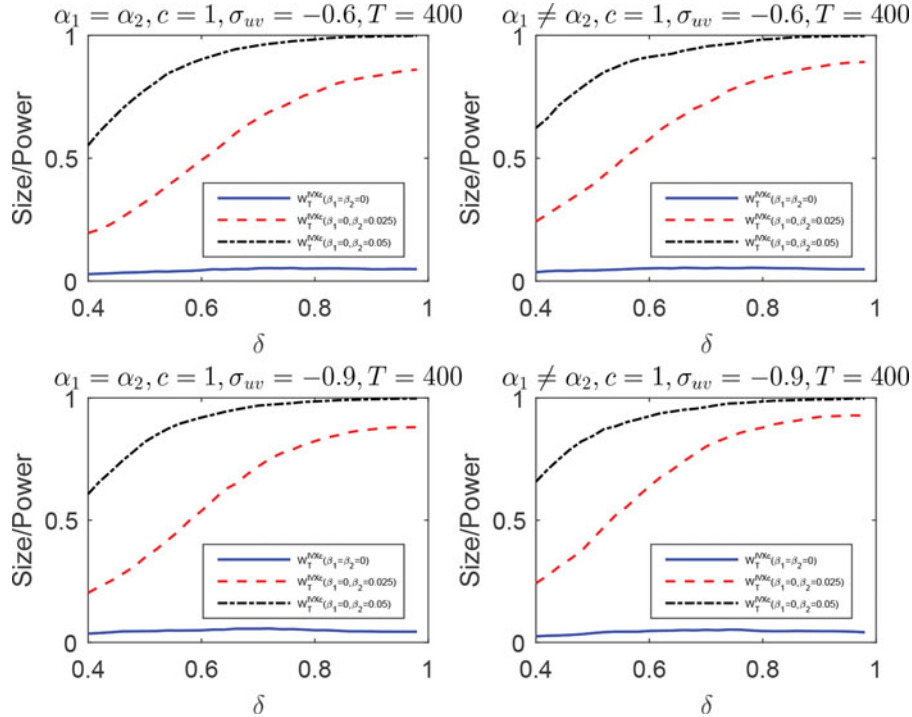 α₁ = α₂, c = 1, σᵤᵥ = −0.6, T = 400
Size/Power
1
0.5
0
W_T^{IVXc}(β₁=β₂=0)
W_T^{IVXc}(β₁=0,β₂=0.025)
W_T^{IVXc}(β₁=0,β₂=0.05)
0.4 0.6 0.8 1
δ
α₁ ≠ α₂, c = 1, σᵤᵥ = −0.6, T = 400
Size/Power
1
0.5
0
W_T^{IVXc}(β₁=β₂=0)
W_T^{IVXc}(β₁=0,β₂=0.025)
W_T^{IVXc}(β₁=0,β₂=0.05)
0.4 0.6 0.8 1
δ
α₁ = α₂, c = 1, σᵤᵥ = −0.9, T = 400
Size/Power
1
0.5
0
W_T^{IVXc}(β₁=β₂=0)
W_T^{IVXc}(β₁=0,β₂=0.025)
W_T^{IVXc}(β₁=0,β₂=0.05)
0.4 0.6 0.8 1
δ
α₁ ≠ α₂, c = 1, σᵤᵥ = −0.9, T = 400
Size/Power
1
0.5
0
W_T^{IVXc}(β₁=β₂=0)
W_T^{IVXc}(β₁=0,β₂=0.025)
W_T^{IVXc}(β₁=0,β₂=0.05)
0.4 0.6 0.8 1
δ